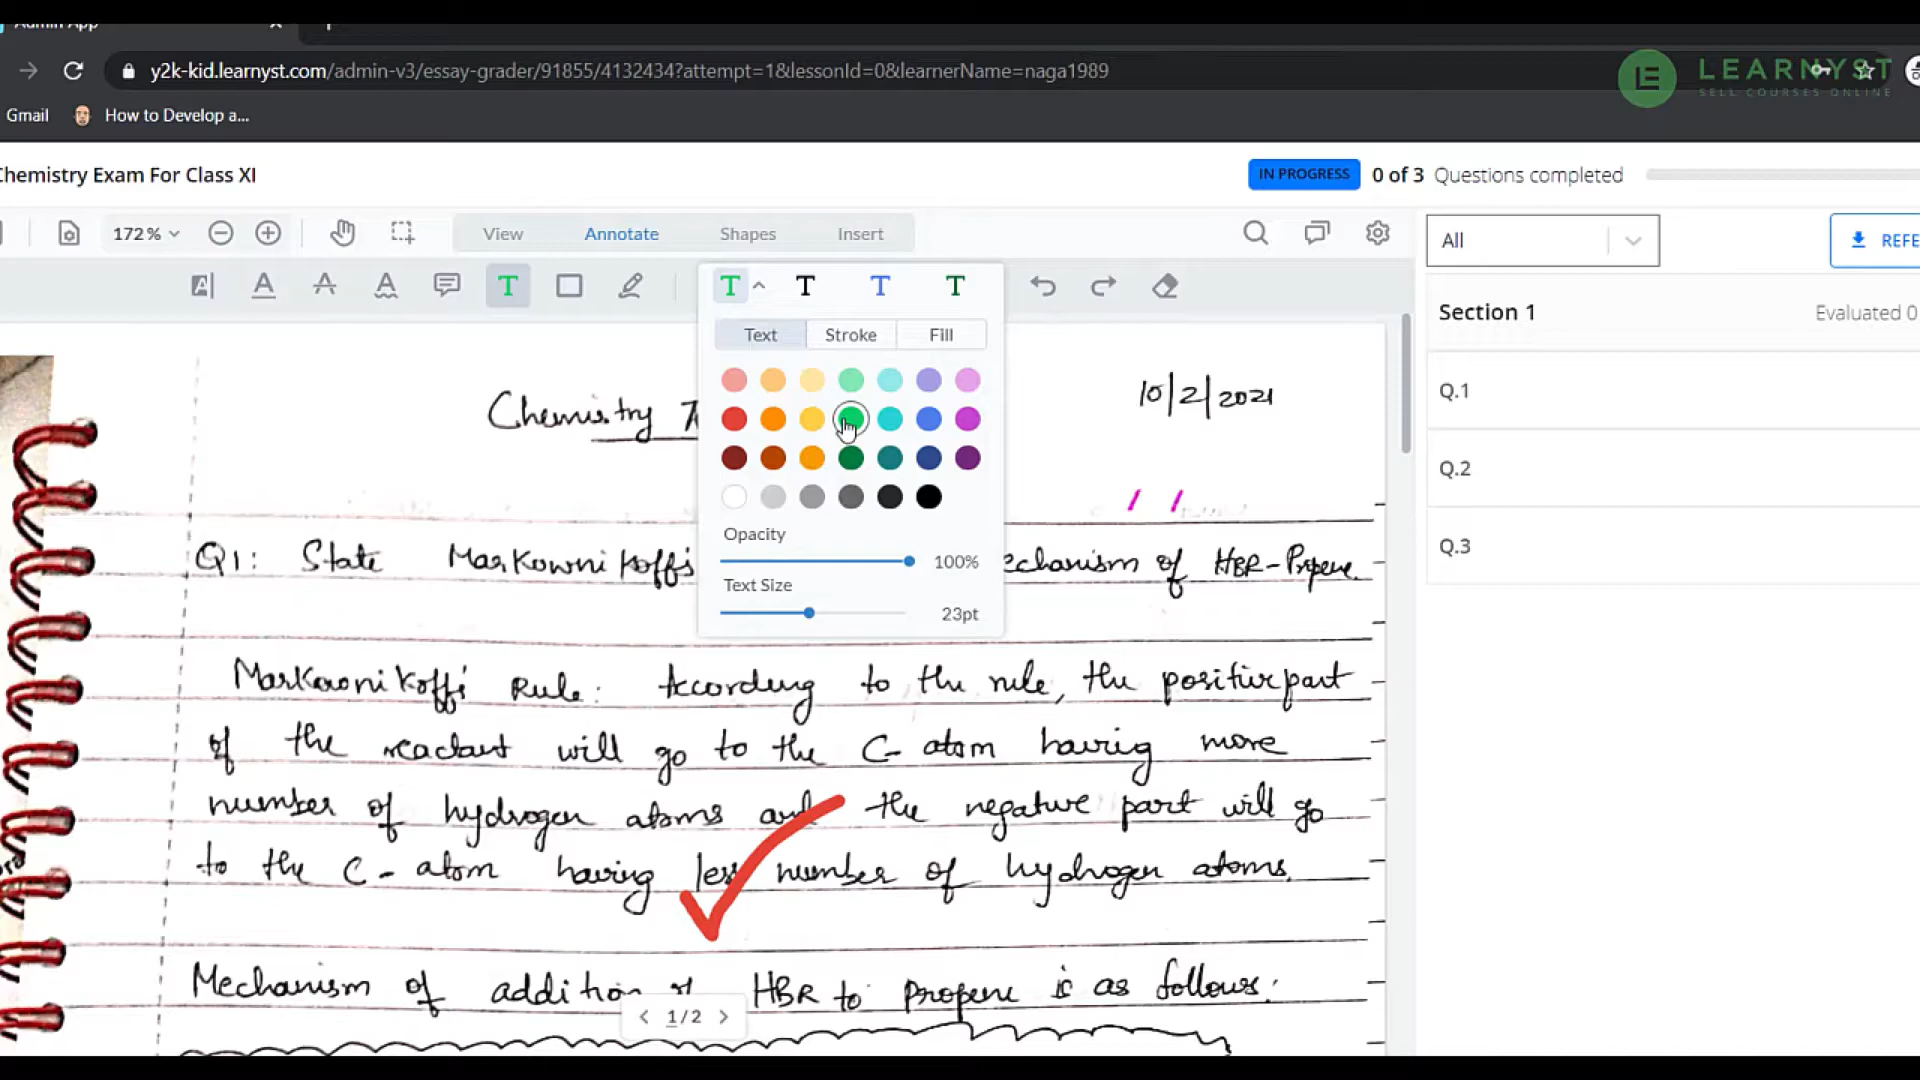 Admin App
y2k-kid.learnyst.com/admin-v3/essay-grader/91855/4132434?attempt=1&lessonId=0&learnerName=naga1989
LEARNYST
SELL COURSES ONLINE
Gmail How to Develop a...
Chemistry Exam For Class XI
IN PROGRESS 0 of 3 Questions completed
172% View Annotate Shapes Insert
All REFE
T T T T T
Text Stroke Fill
Section 1 Evaluated 0
Q.1
Q.2
Q.3
Opacity
100%
Text Size
23pt
Chemistry
10/2/2021
Q1: State Markownikoff's echanism of HBR-Propene.
Markownikoff's Rule: According to the rule, the positive part
of the reactant will go to the C-atom having more
number of hydrogen atoms and the negative part will go
to the C-atom having less number of hydrogen atoms.
Mechanism of addition of HBR to propene is as follows:
1/2